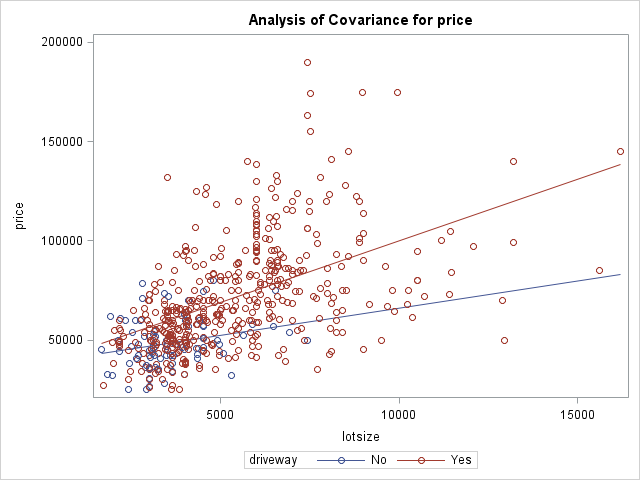 Analysis of Covariance for price
200000
150000
100000
50000
price
5000 10000 15000
lotsize
driveway No Yes